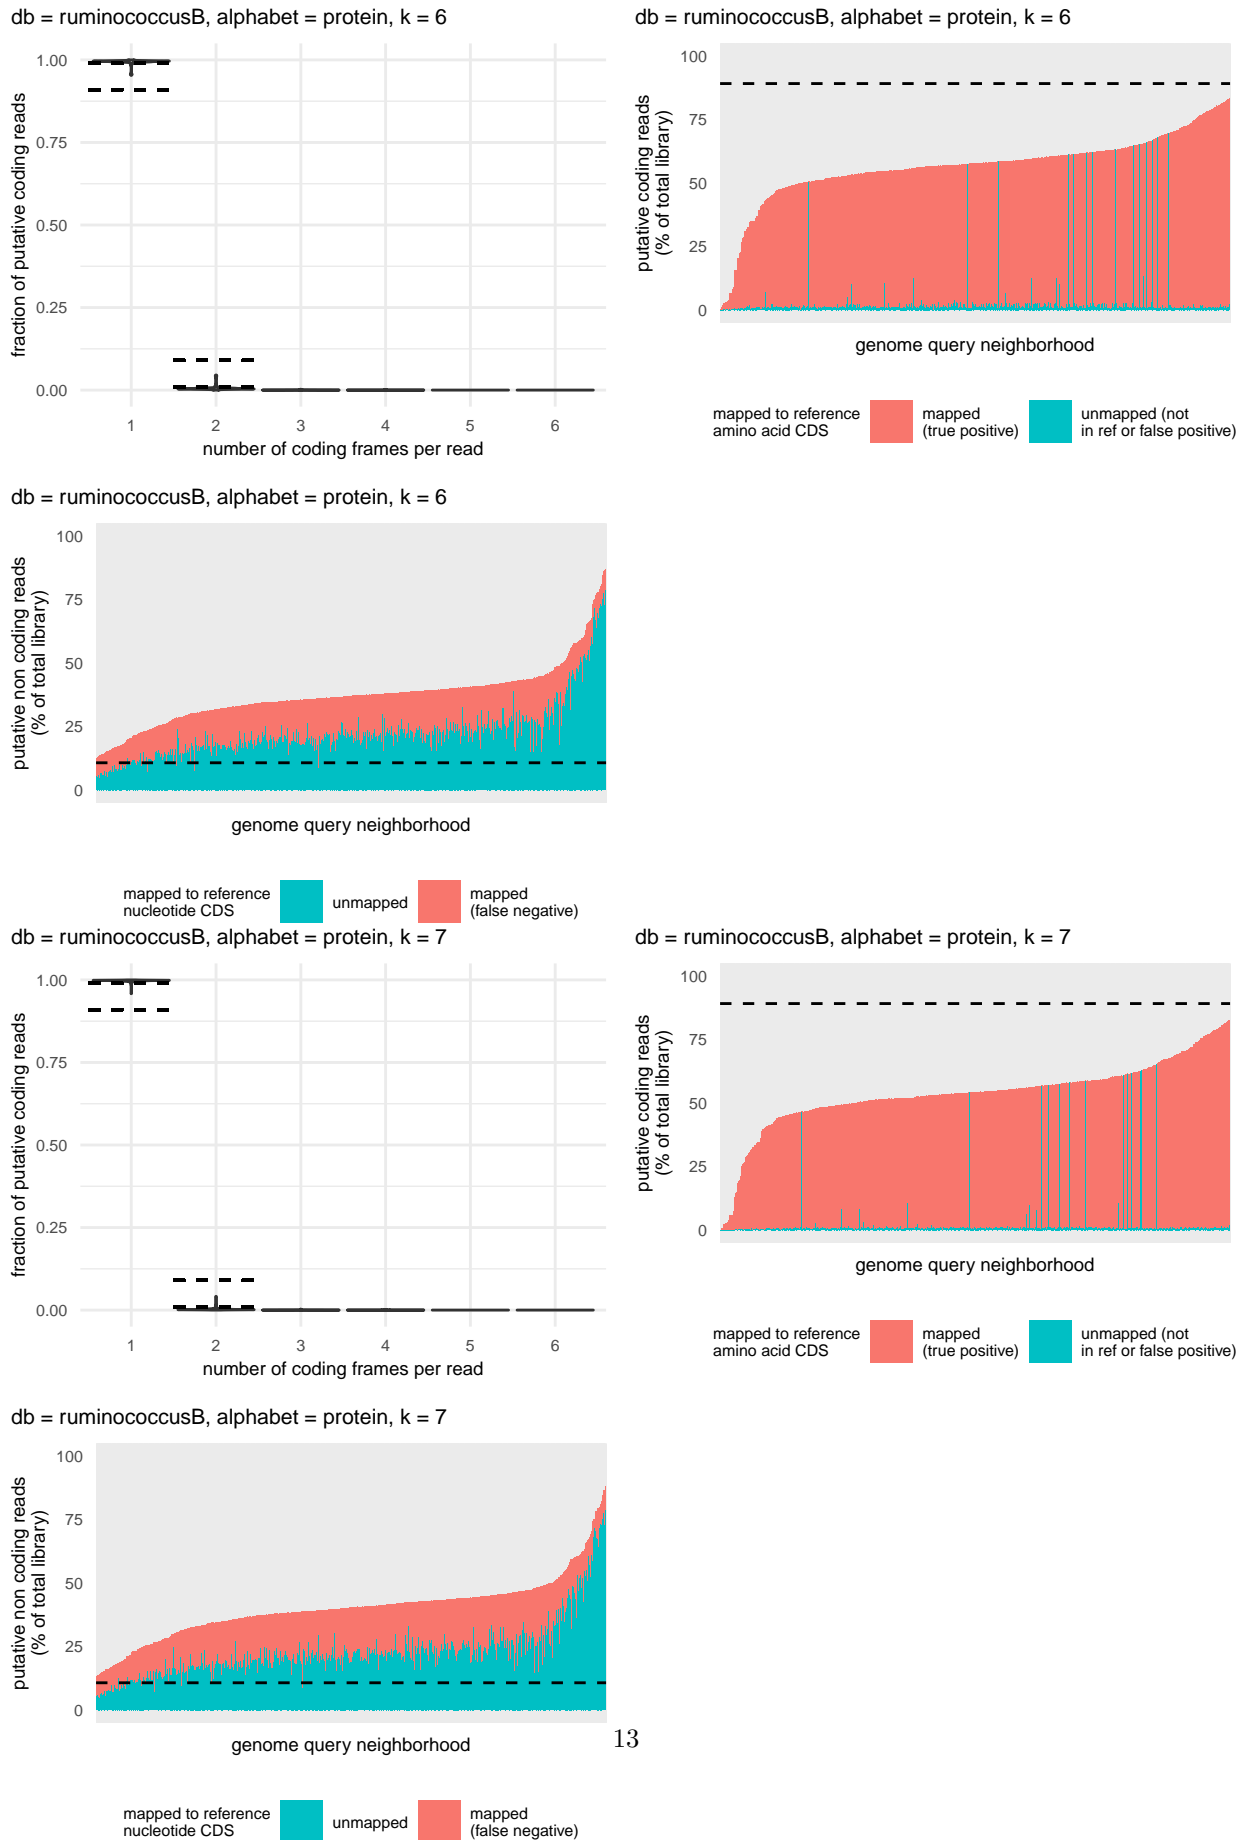 db = ruminococcusB, alphabet = protein, k = 6
fraction of putative coding reads
1.00
0.75
0.50
0.25
0.00
1 2 3 4 5 6
number of coding frames per read
db = ruminococcusB, alphabet = protein, k = 6
putative coding reads
(% of total library)
100
75
50
25
0
genome query neighborhood
mapped to reference
amino acid CDS
mapped
(true positive)
unmapped (not
in ref or false positive)
db = ruminococcusB, alphabet = protein, k = 6
putative non coding reads
(% of total library)
100
75
50
25
0
genome query neighborhood
mapped to reference
nucleotide CDS
unmapped
mapped
(false negative)
db = ruminococcusB, alphabet = protein, k = 7
fraction of putative coding reads
1.00
0.75
0.50
0.25
0.00
1 2 3 4 5 6
number of coding frames per read
db = ruminococcusB, alphabet = protein, k = 7
putative coding reads
(% of total library)
100
75
50
25
0
genome query neighborhood
mapped to reference
amino acid CDS
mapped
(true positive)
unmapped (not
in ref or false positive)
db = ruminococcusB, alphabet = protein, k = 7
putative non coding reads
(% of total library)
100
75
50
25
0
genome query neighborhood
13
mapped to reference
nucleotide CDS
unmapped
mapped
(false negative)